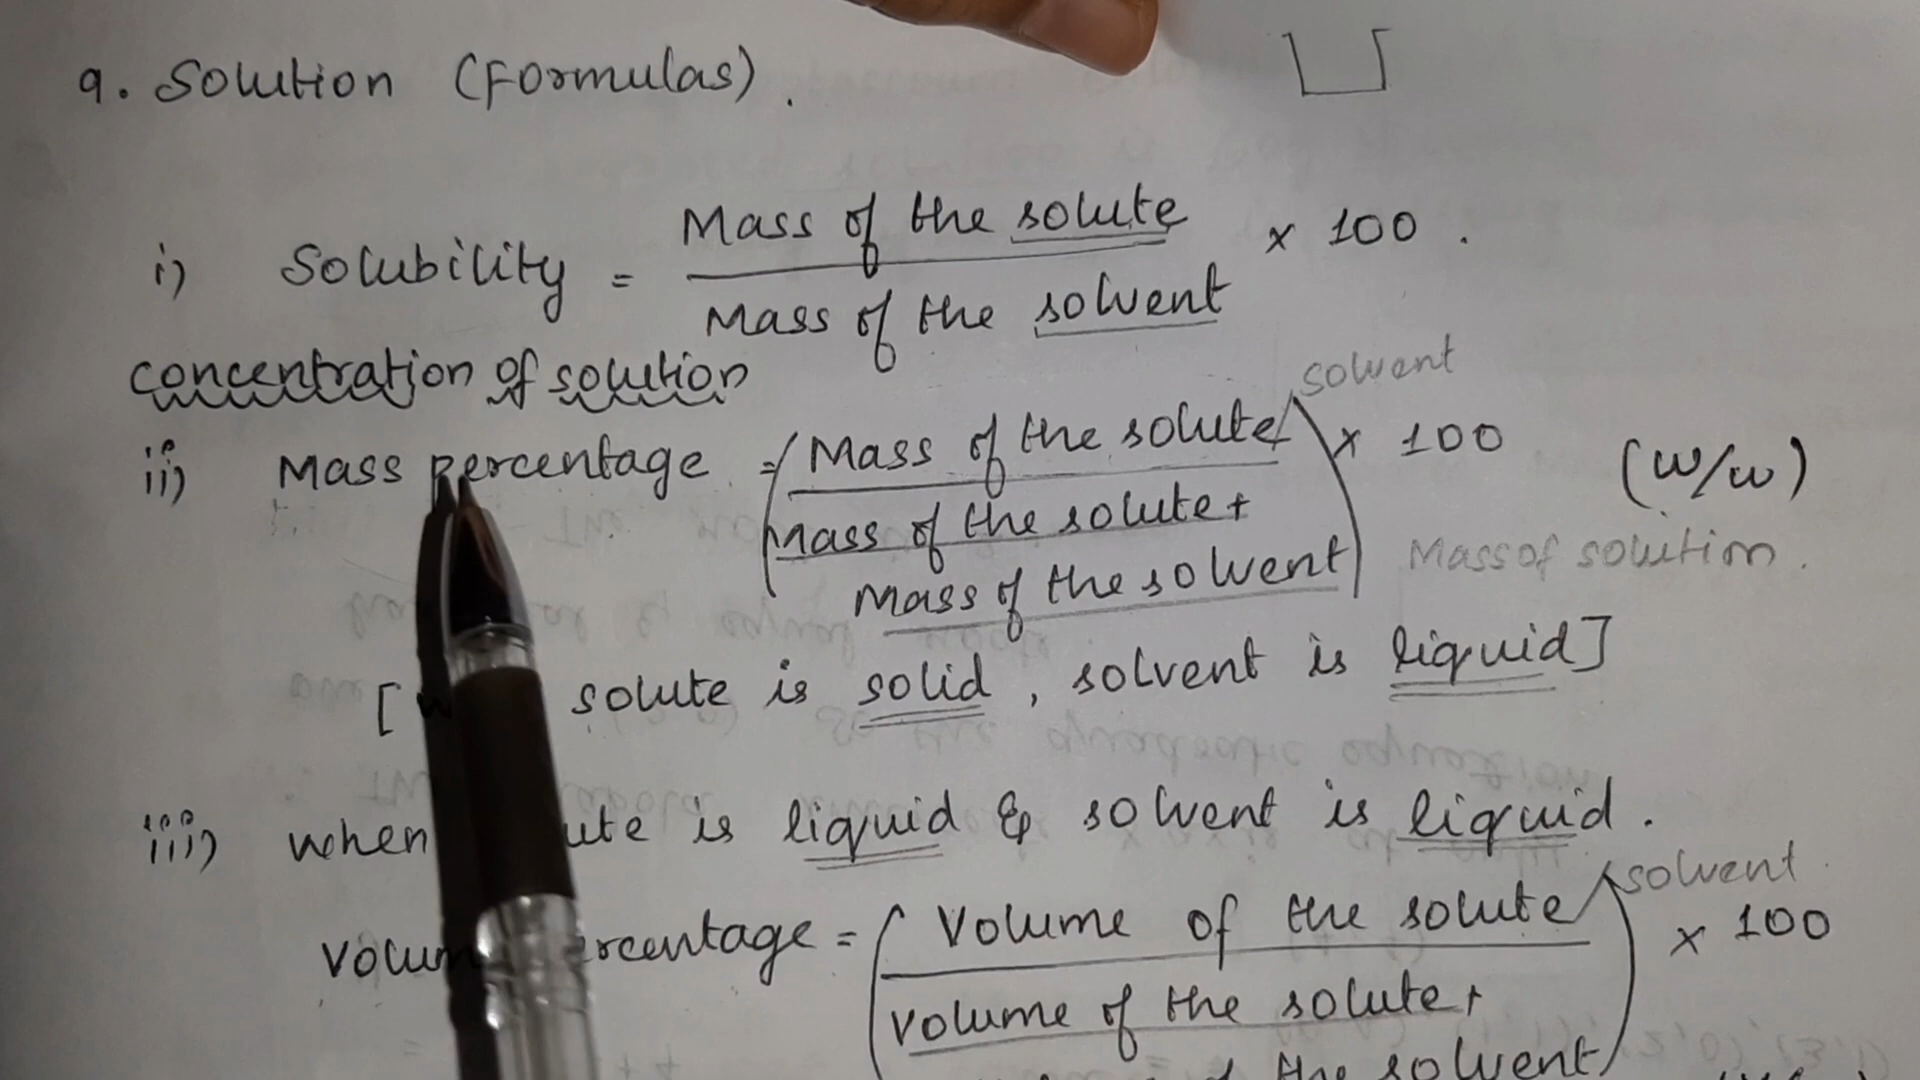 9. Solution (Formulas).
i) Solubility = Mass of the solute / Mass of the solvent × 100.
concentration of solution
solvent
ii) Mass percentage = (Mass of the solute / Mass of the solute + Mass of the solvent) × 100 (w/w)
Mass of solution.
[ solute is solid, solvent is liquid]
iii) when ute is liquid & solvent is liquid.
solvent
Volum ercentage = (Volume of the solute / volume of the solute + the solvent) × 100